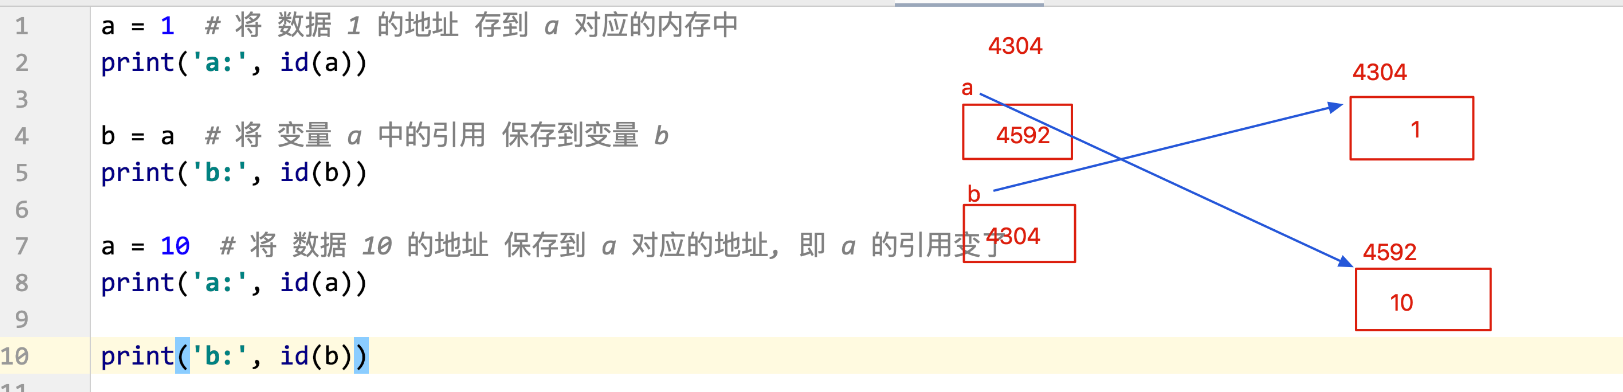 1 a = 1  # 将 数据 1 的地址 存到 a 对应的内存中
2 print('a:', id(a))
3
4 b = a  # 将 变量 a 中的引用 保存到变量 b
5 print('b:', id(b))
6
7 a = 10  # 将 数据 10 的地址 保存到 a 对应的地址, 即 a 的引用变了
8 print('a:', id(a))
9
10 print('b:', id(b))
11
4304
a
4592
b
4304
4304
1
4592
10